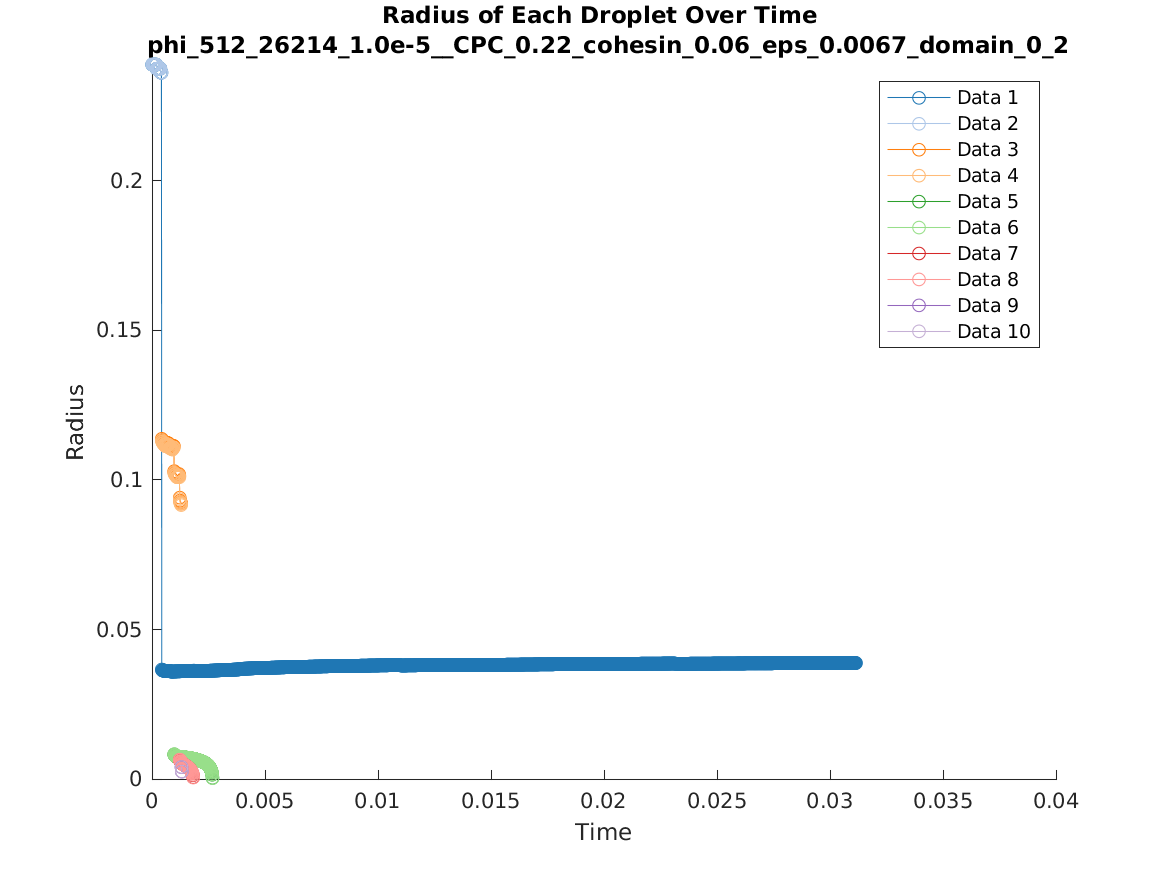 Radius of Each Droplet Over Time
phi_512_26214_1.0e-5__CPC_0.22_cohesin_0.06_eps_0.0067_domain_0_2
Data 1
Data 2
Data 3
Data 4
Data 5
Data 6
Data 7
Data 8
Data 9
Data 10
Radius
0.2
0.15
0.1
0.05
0
0
0.005
0.01
0.015
0.02
0.025
0.03
0.035
0.04
Time